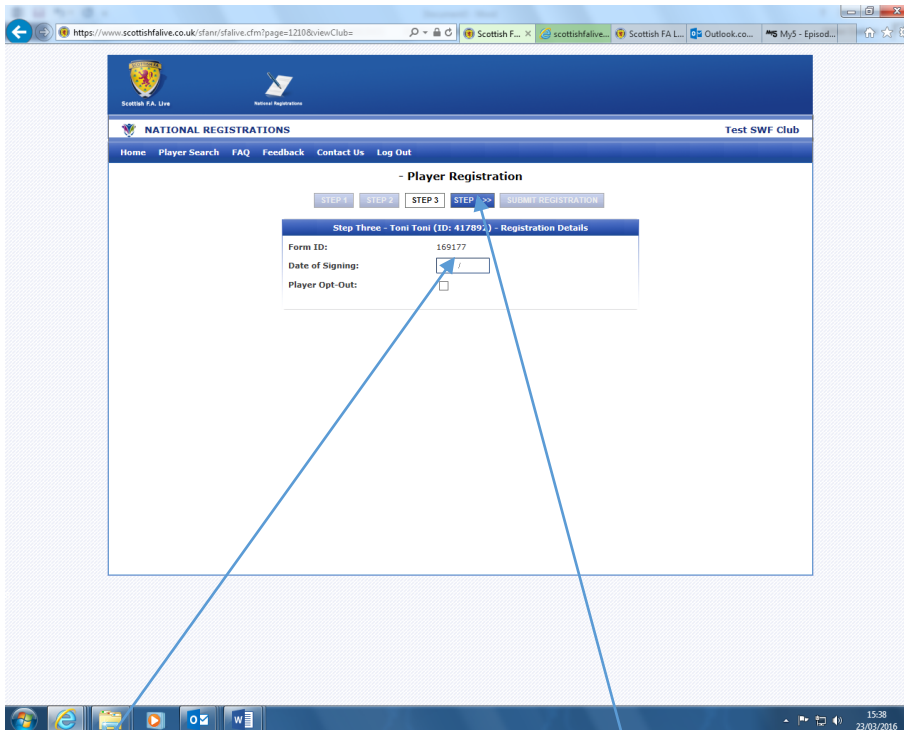 https://www.scottishfalive.co.uk/sfanr/sfalive.cfm?page=1210&viewClub=
Scottish F...
scottishfalive...
Scottish FA L...
Outlook.co...
My5 - Episod...
Scottish F.A. Live
National Registrations
NATIONAL REGISTRATIONS
Test SWF Club
Home Player Search FAQ Feedback Contact Us Log Out
- Player Registration
STEP 1 STEP 2 STEP 3 STEP >> SUBMIT REGISTRATION
Step Three - Toni Toni (ID: 417892) - Registration Details
Form ID: 169177
Date of Signing: /
Player Opt-Out:
15:38
23/03/2016